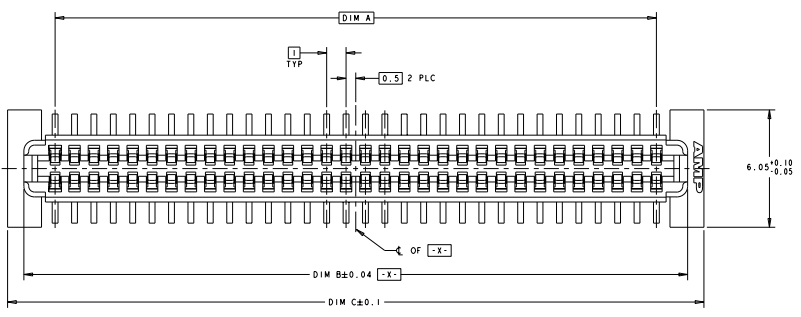 DIM A
1
TYP
0.5 2 PLC
AMP
6.05 +0.10
-0.05
℄ OF -X-
DIM B±0.04 -X-
DIM C±0.1